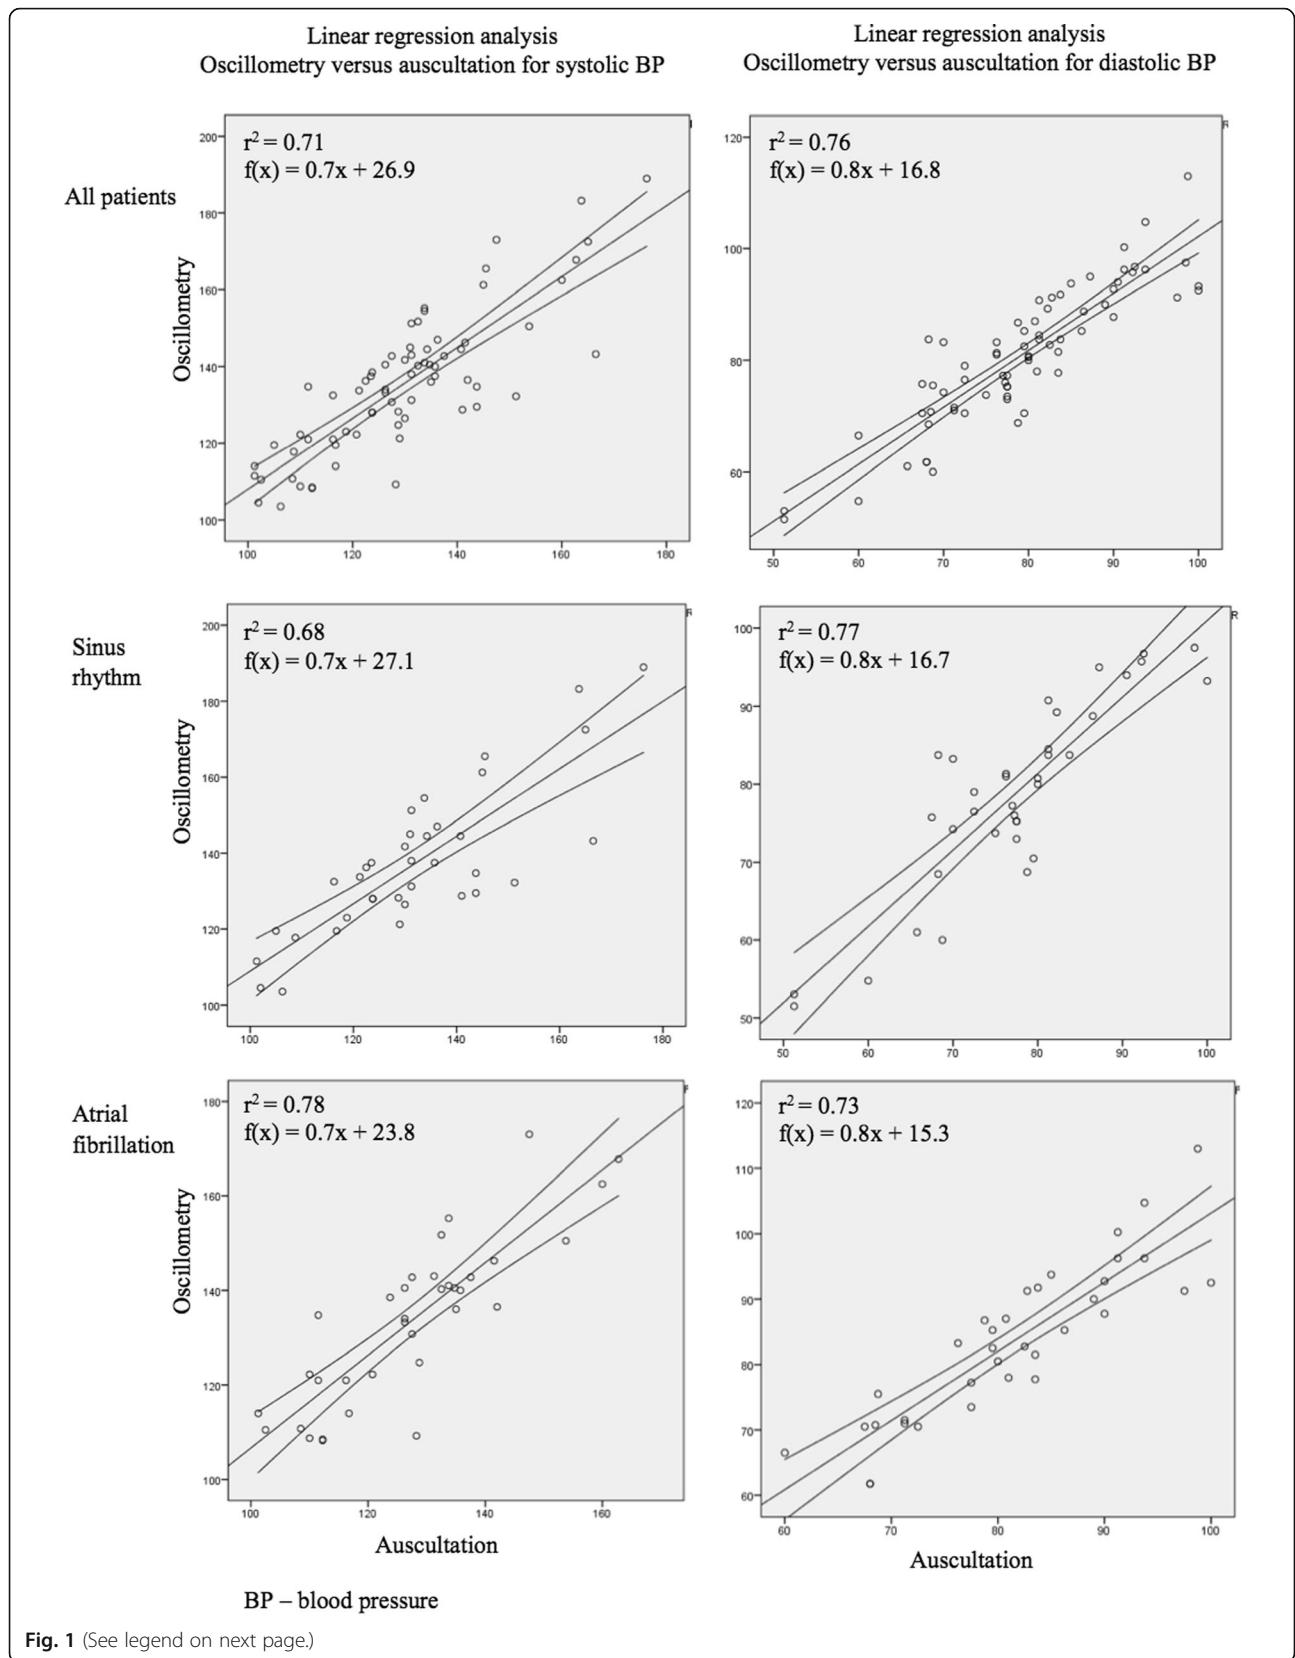 Linear regression analysis
Oscillometry versus auscultation for systolic BP
Linear regression analysis
Oscillometry versus auscultation for diastolic BP
All patients
Oscillometry
r² = 0.71
f(x) = 0.7x + 26.9
200
180
160
140
120
100
100 120 140 160 180
r² = 0.76
f(x) = 0.8x + 16.8
120
100
80
60
50 60 70 80 90 100
Sinus
rhythm
Oscillometry
r² = 0.68
f(x) = 0.7x + 27.1
200
180
160
140
120
100
100 120 140 160 180
R
r² = 0.77
f(x) = 0.8x + 16.7
100
90
80
70
60
50
50 60 70 80 90 100
Atrial
fibrillation
Oscillometry
r² = 0.78
f(x) = 0.7x + 23.8
180
160
140
120
100
100 120 140 160
Auscultation
r² = 0.73
f(x) = 0.8x + 15.3
120
110
100
90
80
70
60
60 70 80 90 100
Auscultation
BP – blood pressure
Fig. 1 (See legend on next page.)